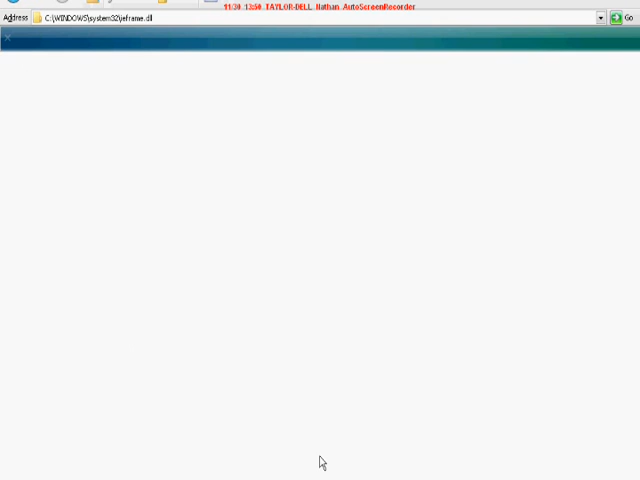 11/30 13:50 TAYLOR-DELL Nathan AutoScreenRecorder
Address C:\WINDOWS\system32\ieframe.dll Go